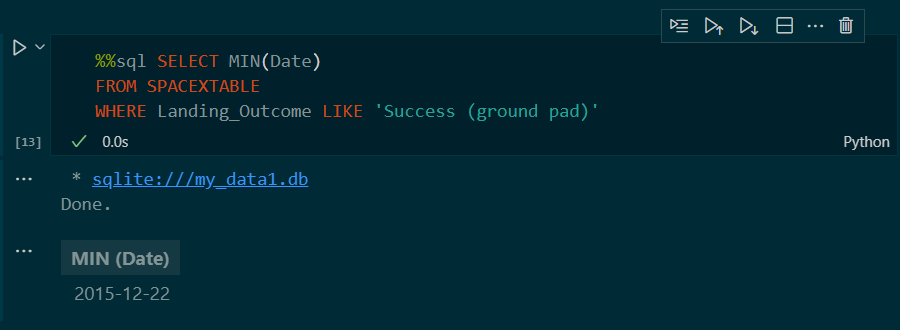 %%sql SELECT MIN(Date)
FROM SPACEXTABLE
WHERE Landing_Outcome LIKE 'Success (ground pad)'
[13] ✓ 0.0s Python
* sqlite:///my_data1.db
Done.
MIN (Date)
2015-12-22